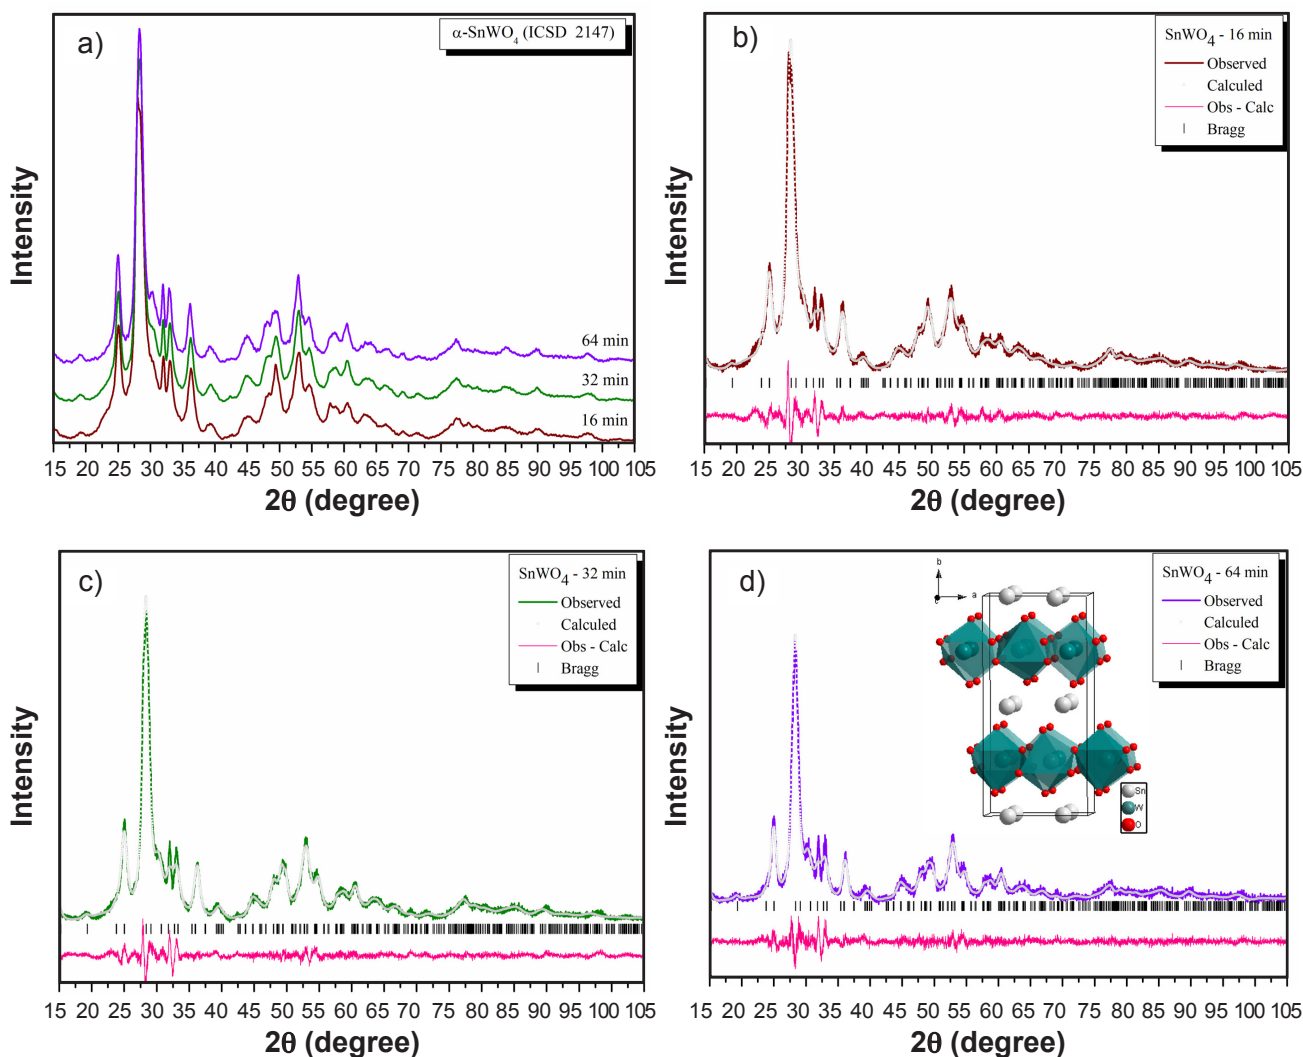 a)
α-SnWO4 (ICSD 2147)
64 min
32 min
16 min
Intensity
15 20 25 30 35 40 45 50 55 60 65 70 75 80 85 90 95 100 105
2θ (degree)
b)
SnWO4 - 16 min
Observed
Calculed
Obs - Calc
Bragg
Intensity
15 20 25 30 35 40 45 50 55 60 65 70 75 80 85 90 95 100 105
2θ (degree)
c)
SnWO4 - 32 min
Observed
Calculed
Obs - Calc
Bragg
Intensity
15 20 25 30 35 40 45 50 55 60 65 70 75 80 85 90 95 100 105
2θ (degree)
d)
b
c a
SnWO4 - 64 min
Observed
Calculed
Obs - Calc
Bragg
Sn
W
O
Intensity
15 20 25 30 35 40 45 50 55 60 65 70 75 80 85 90 95 100 105
2θ (degree)